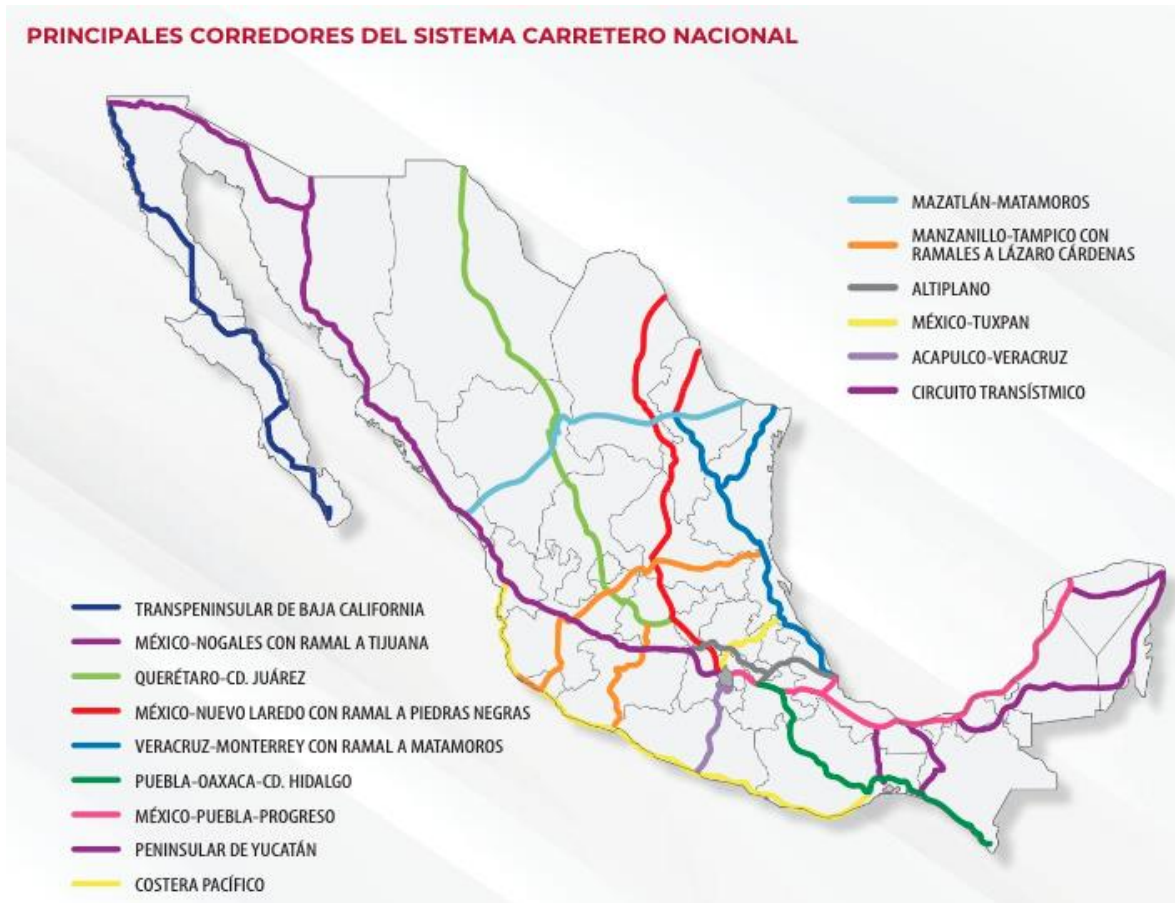 PRINCIPALES CORREDORES DEL SISTEMA CARRETERO NACIONAL
MAZATLÁN-MATAMOROS
MANZANILLO-TAMPICO CON
RAMALES A LÁZARO CÁRDENAS
ALTIPLANO
MÉXICO-TUXPAN
ACAPULCO-VERACRUZ
CIRCUITO TRANSÍSTMICO
TRANSPENINSULAR DE BAJA CALIFORNIA
MÉXICO-NOGALES CON RAMAL A TIJUANA
QUERÉTARO-CD. JUÁREZ
MÉXICO-NUEVO LAREDO CON RAMAL A PIEDRAS NEGRAS
VERACRUZ-MONTERREY CON RAMAL A MATAMOROS
PUEBLA-OAXACA-CD. HIDALGO
MÉXICO-PUEBLA-PROGRESO
PENINSULAR DE YUCATÁN
COSTERA PACÍFICO